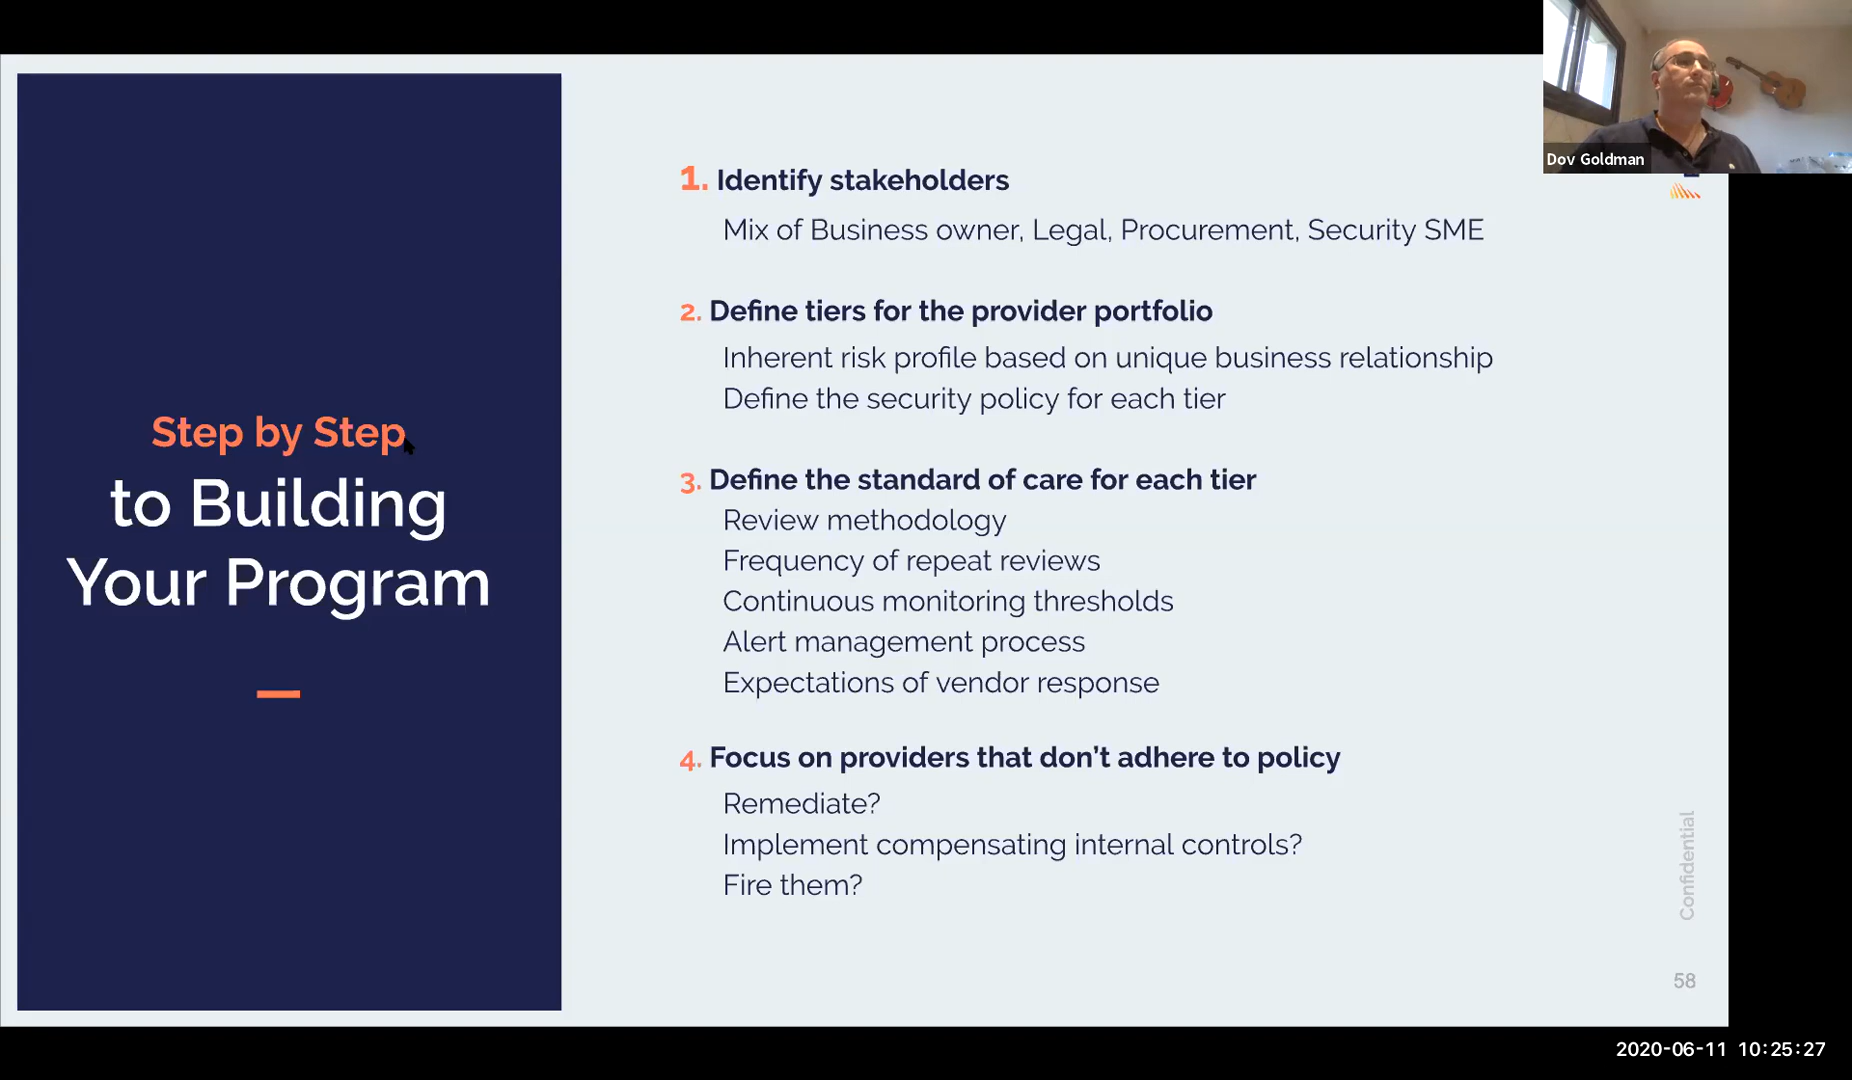 Step by Step
to Building
Your Program
1. Identify stakeholders
Mix of Business owner, Legal, Procurement, Security SME
2. Define tiers for the provider portfolio
Inherent risk profile based on unique business relationship
Define the security policy for each tier
3. Define the standard of care for each tier
Review methodology
Frequency of repeat reviews
Continuous monitoring thresholds
Alert management process
Expectations of vendor response
4. Focus on providers that don’t adhere to policy
Remediate?
Implement compensating internal controls?
Fire them?
Dov Goldman
Confidential
58
2020-06-11 10:25:27